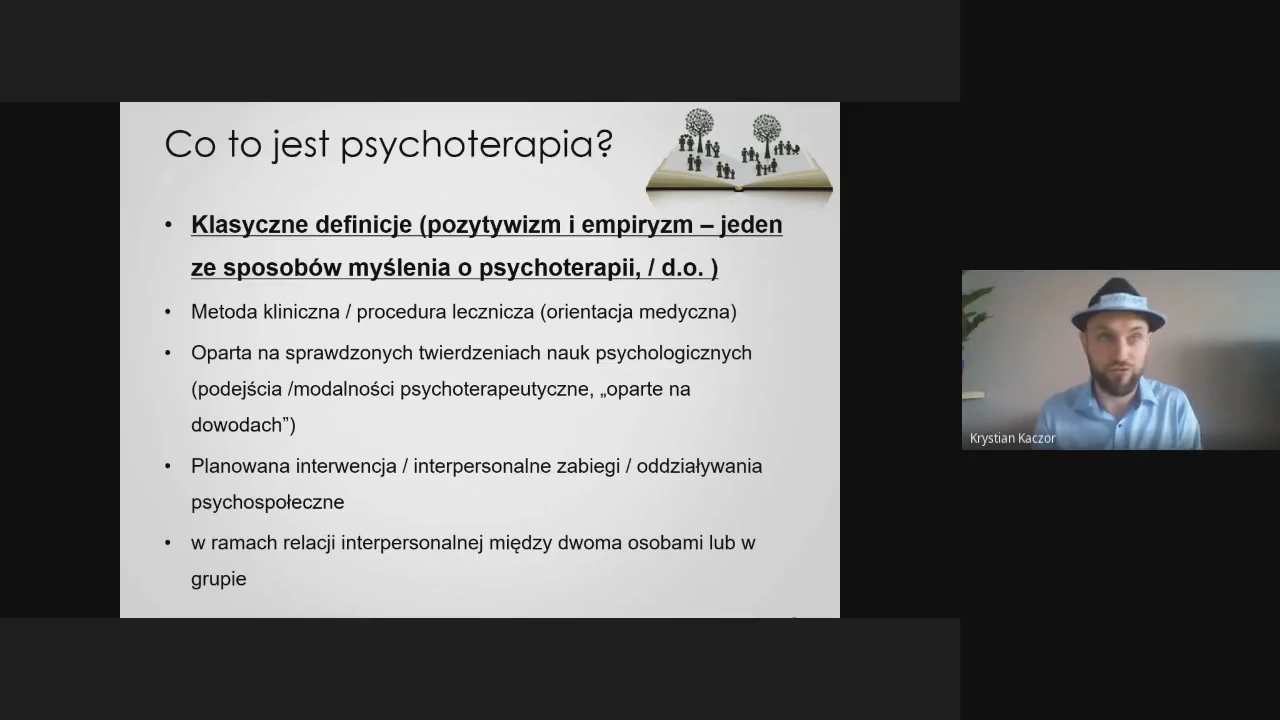 Co to jest psychoterapia?
• Klasyczne definicje (pozytywizm i empiryzm – jeden
ze sposobów myślenia o psychoterapii, / d.o. )
• Metoda kliniczna / procedura lecznicza (orientacja medyczna)
• Oparta na sprawdzonych twierdzeniach nauk psychologicznych
(podejścia /modalności psychoterapeutyczne, „oparte na
dowodach”)
• Planowana interwencja / interpersonalne zabiegi / oddziaływania
psychospołeczne
• w ramach relacji interpersonalnej między dwoma osobami lub w
grupie
Krystian Kaczor